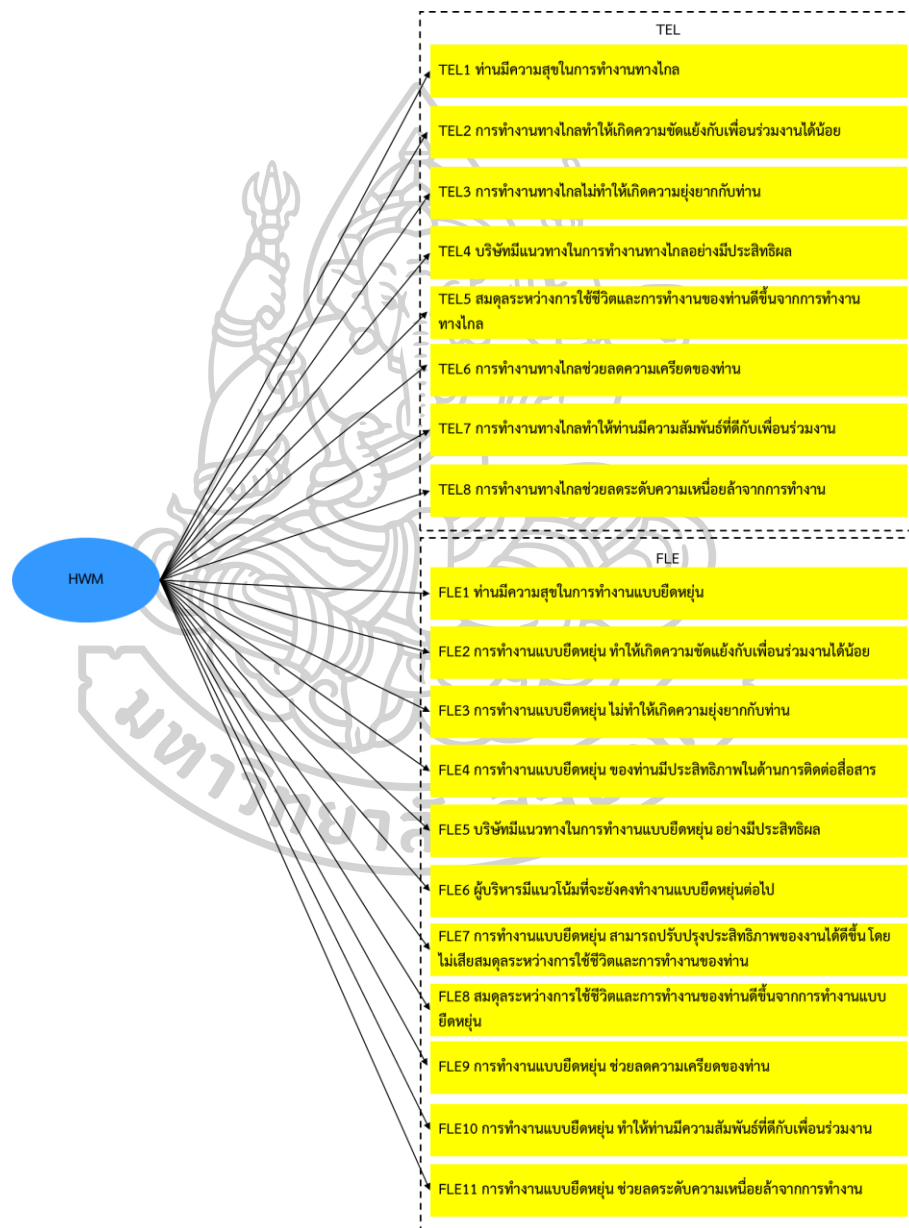 TEL
TEL1 ท่านมีความสุขในการทำงานทางไกล
TEL2 การทำงานทางไกลทำให้เกิดความขัดแย้งกับเพื่อนร่วมงานได้น้อย
TEL3 การทำงานทางไกลไม่ทำให้เกิดความยุ่งยากกับท่าน
TEL4 บริษัทมีแนวทางในการทำงานทางไกลอย่างมีประสิทธิผล
TEL5 สมดุลระหว่างการใช้ชีวิตและการทำงานของท่านดีขึ้นจากการทำงาน
ทางไกล
TEL6 การทำงานทางไกลช่วยลดความเครียดของท่าน
TEL7 การทำงานทางไกลทำให้ท่านมีความสัมพันธ์ที่ดีกับเพื่อนร่วมงาน
TEL8 การทำงานทางไกลช่วยลดระดับความเหนื่อยล้าจากการทำงาน
HWM
FLE
FLE1 ท่านมีความสุขในการทำงานแบบยืดหยุ่น
FLE2 การทำงานแบบยืดหยุ่น ทำให้เกิดความขัดแย้งกับเพื่อนร่วมงานได้น้อย
FLE3 การทำงานแบบยืดหยุ่น ไม่ทำให้เกิดความยุ่งยากกับท่าน
FLE4 การทำงานแบบยืดหยุ่น ของท่านมีประสิทธิภาพในด้านการติดต่อสื่อสาร
FLE5 บริษัทมีแนวทางในการทำงานแบบยืดหยุ่น อย่างมีประสิทธิผล
FLE6 ผู้บริหารมีแนวโน้มที่จะยังคงทำงานแบบยืดหยุ่นต่อไป
FLE7 การทำงานแบบยืดหยุ่น สามารถปรับปรุงประสิทธิภาพของงานได้ดีขึ้น โดย
ไม่เสียสมดุลระหว่างการใช้ชีวิตและการทำงานของท่าน
FLE8 สมดุลระหว่างการใช้ชีวิตและการทำงานของท่านดีขึ้นจากการทำงานแบบ
ยืดหยุ่น
FLE9 การทำงานแบบยืดหยุ่น ช่วยลดความเครียดของท่าน
FLE10 การทำงานแบบยืดหยุ่น ทำให้ท่านมีความสัมพันธ์ที่ดีกับเพื่อนร่วมงาน
FLE11 การทำงานแบบยืดหยุ่น ช่วยลดระดับความเหนื่อยล้าจากการทำงาน